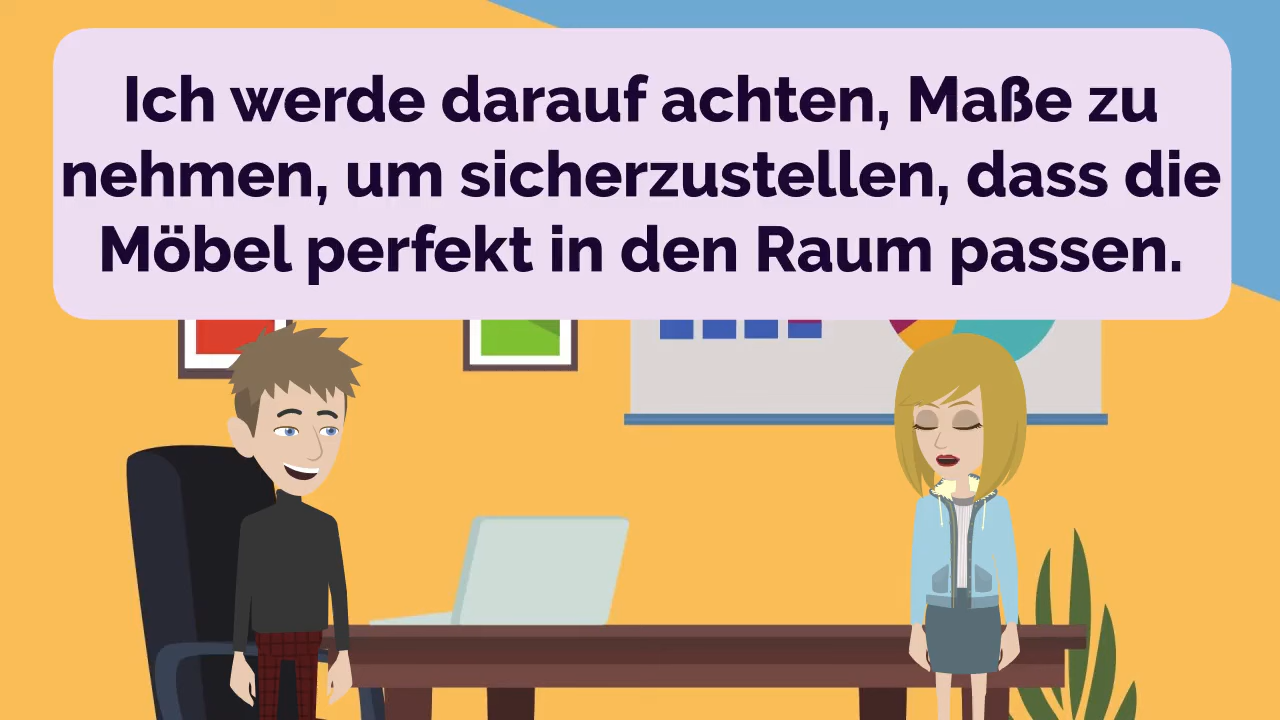 Ich werde darauf achten, Maße zu
nehmen, um sicherzustellen, dass die
Möbel perfekt in den Raum passen.